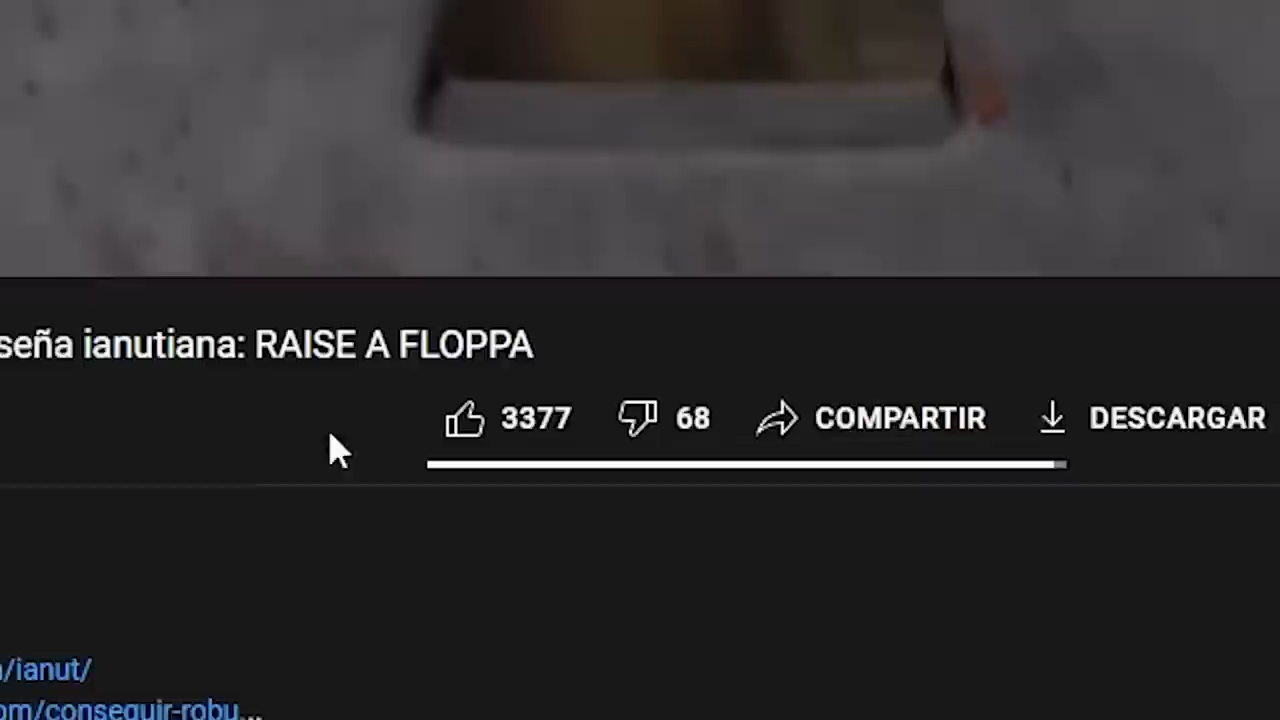 seña ianutiana: RAISE A FLOPPA
3377 68 COMPARTIR DESCARGAR
/ianut/
om/conseguir-robu...